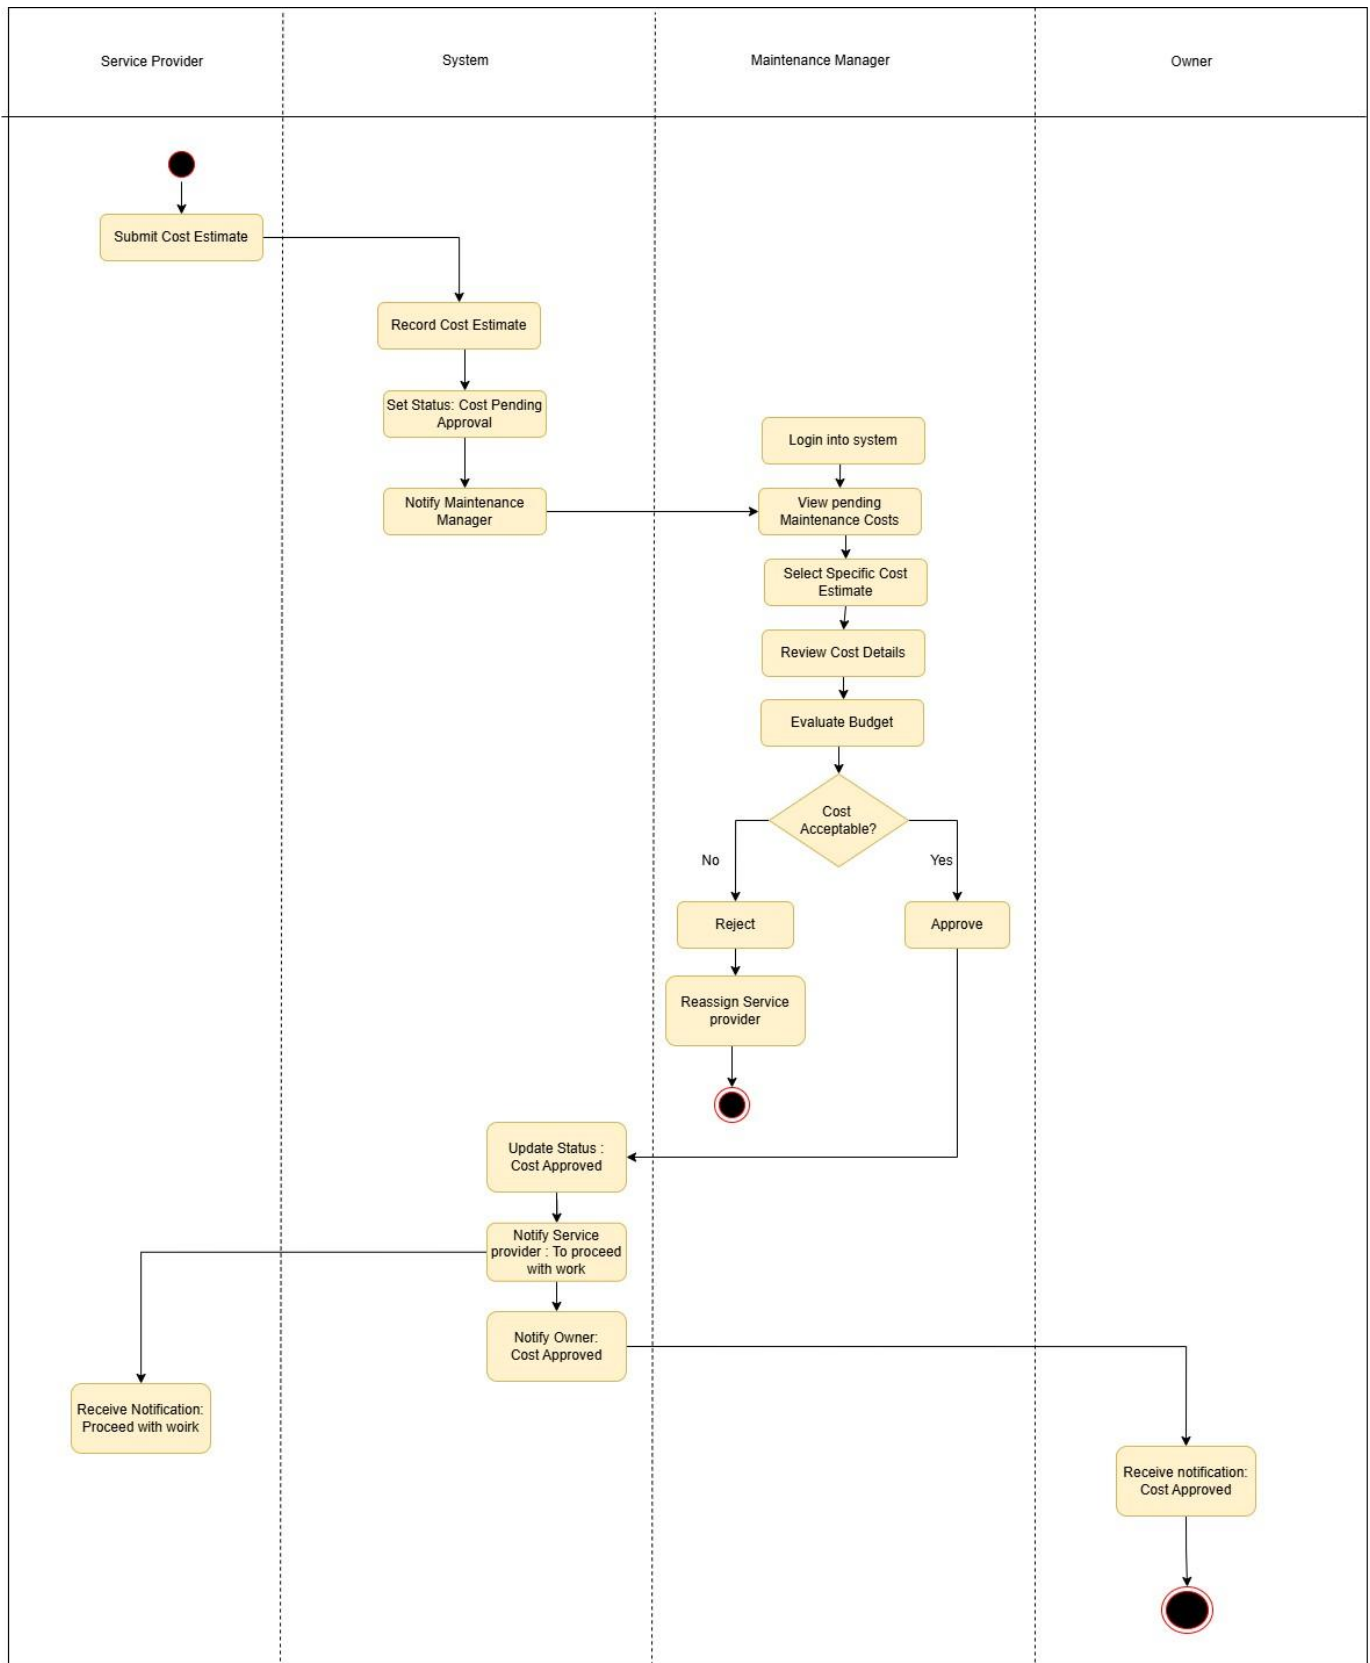 Service Provider
System
Maintenance Manager
Owner
Submit Cost Estimate
Record Cost Estimate
Set Status: Cost Pending
Approval
Login into system
Notify Maintenance
Manager
View pending
Maintenance Costs
Select Specific Cost
Estimate
Review Cost Details
Evaluate Budget
Cost
Acceptable?
No
Yes
Reject
Approve
Reassign Service
provider
Update Status :
Cost Approved
Notify Service
provider : To proceed
with work
Notify Owner:
Cost Approved
Receive Notification:
Proceed with woirk
Receive notification:
Cost Approved